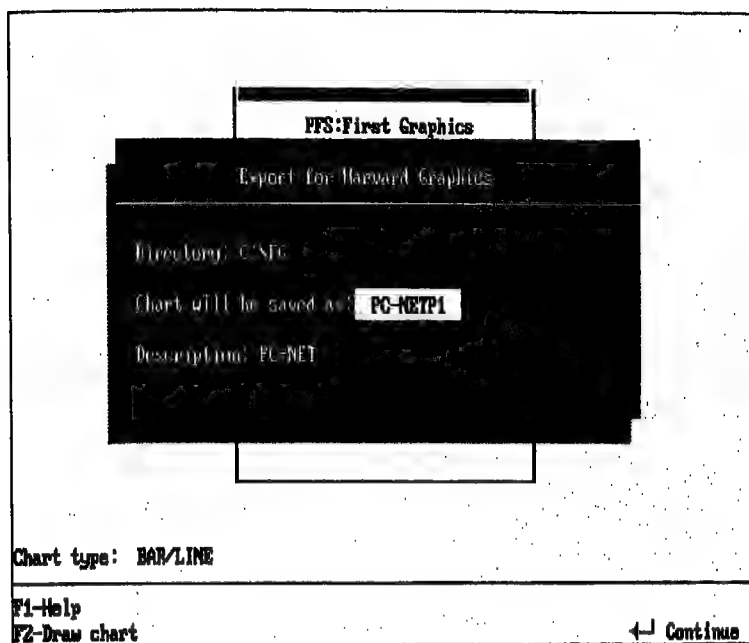 PFS:First Graphics
Export for Harvard Graphics
Directory: C:\FG
Chart will be saved as: PC-NETP1
Description: PC-NET
Chart type: BAR/LINE
F1-Help
F2-Draw chart
↵ Continue